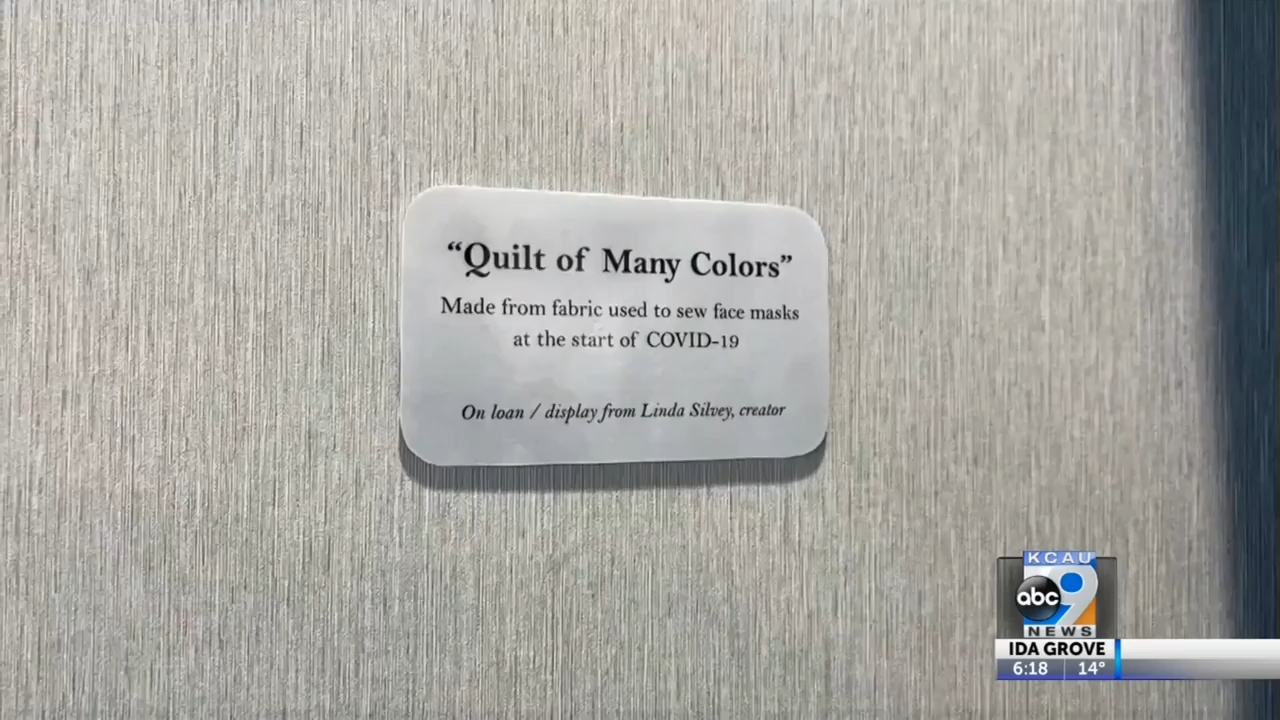 “Quilt of Many Colors”
Made from fabric used to sew face masks
at the start of COVID-19
On loan / display from Linda Silvey, creator
KCAU
abc 9
NEWS
IDA GROVE
6:18 14°